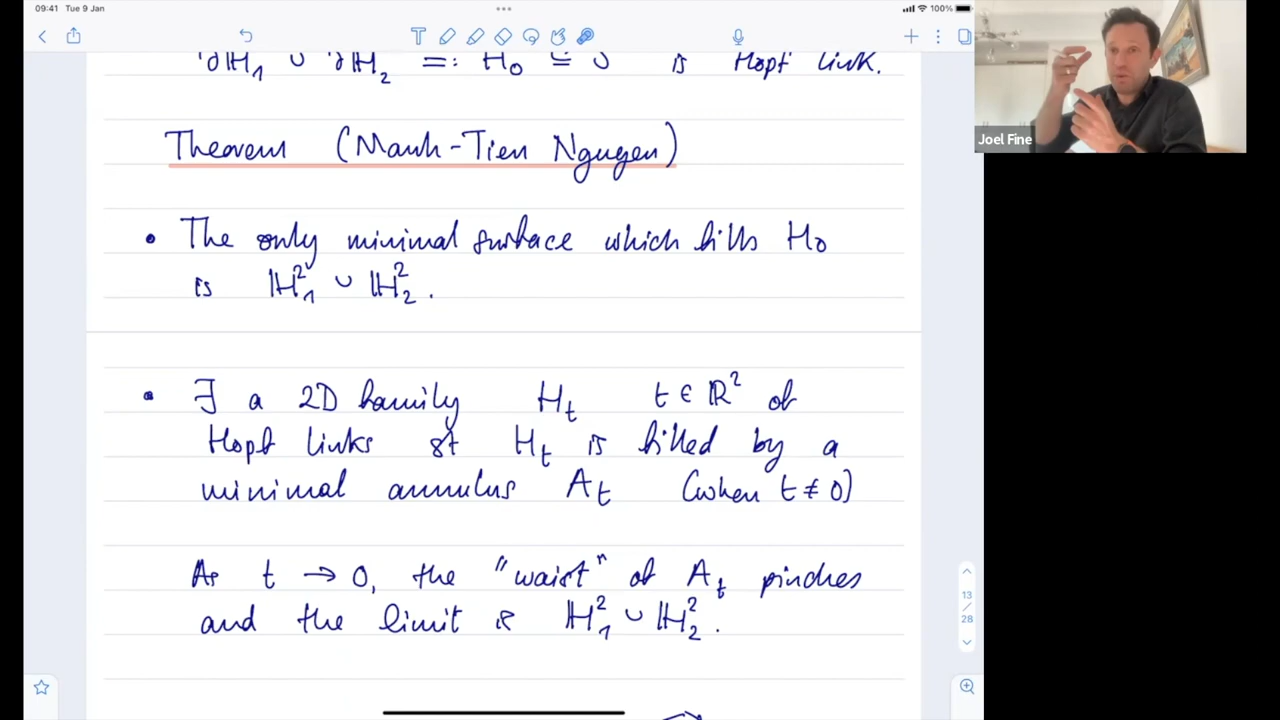 09:41 Tue 9 Jan
100%
∂ℍ₁ ∪ ∂ℍ₂ =: H₀ ≅ ∪ is Hopf link.
Theorem (Manh-Tien Nguyen)
• The only minimal surface which fills H₀
is ℍ²₁ ∪ ℍ²₂.
• ∃ a 2D family H_t t ∈ ℝ² of
Hopf links st H_t is filled by a
minimal annulus A_t (when t ≠ 0)
As t → 0, the "waist" of A_t pinches
and the limit is ℍ²₁ ∪ ℍ²₂.
13
/
28
Joel Fine